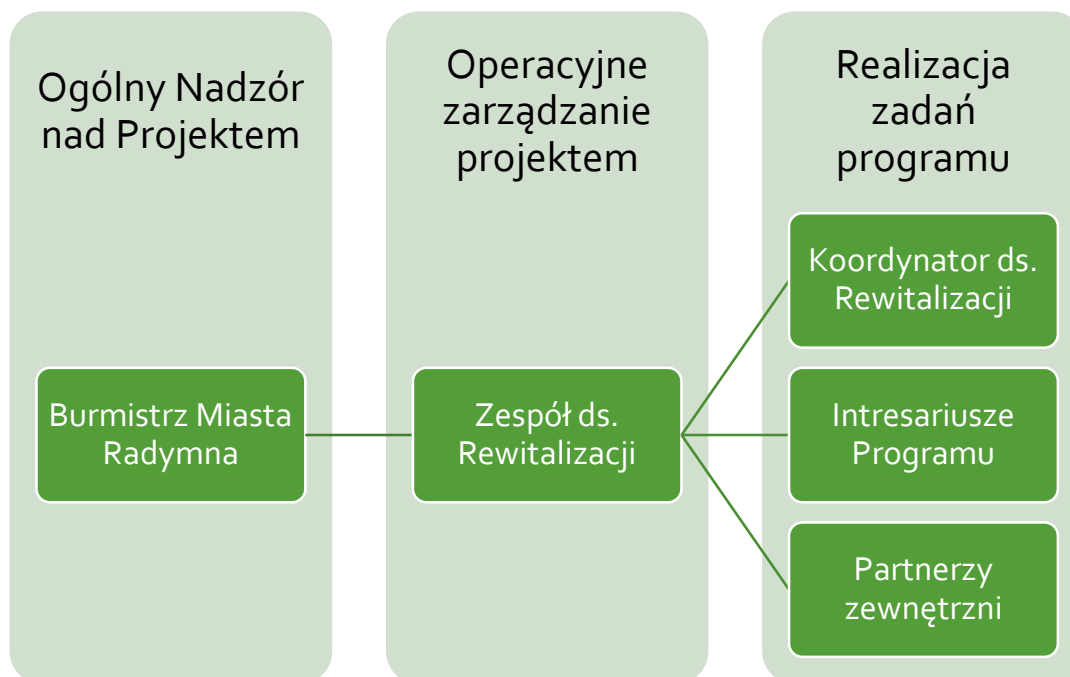 Ogólny Nadzór
nad Projektem
Burmistrz Miasta
Radymna
Operacyjne
zarządzanie
projektem
Zespół ds.
Rewitalizacji
Realizacja
zadań
programu
Koordynator ds.
Rewitalizacji
Intresariusze
Programu
Partnerzy
zewnętrzni